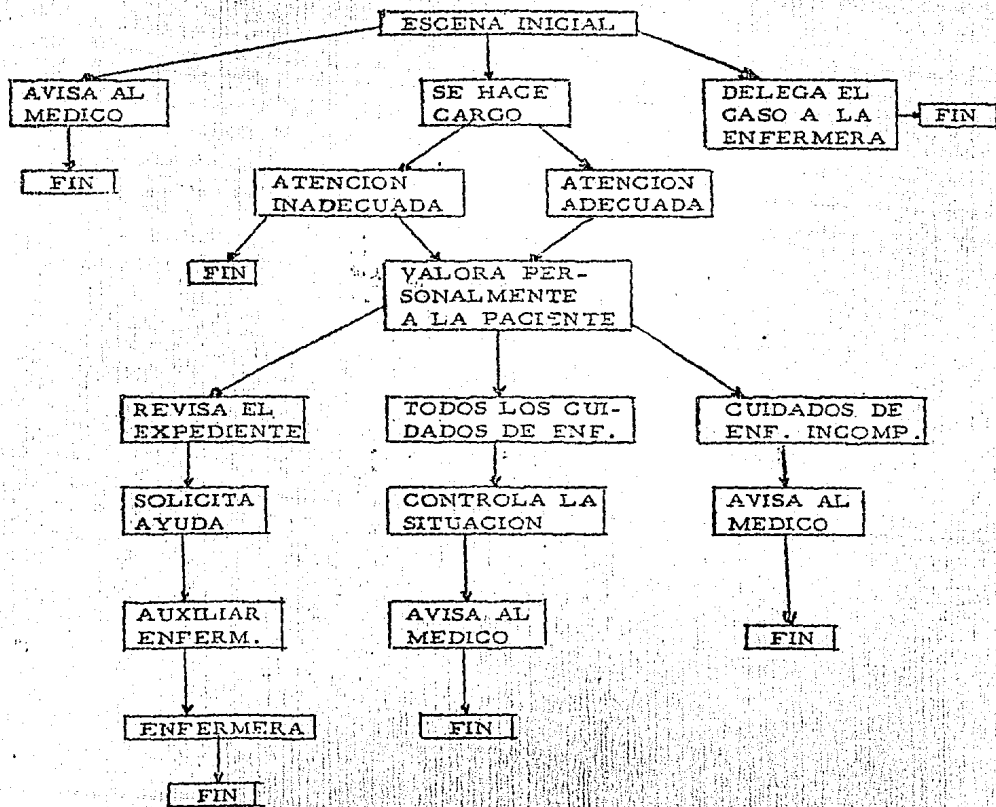 ESCENA INICIAL
AVISA AL
MEDICO
SE HACE
CARGO
DELEGA EL
CASO A LA
ENFERMERA
FIN
FIN
ATENCION
INADECUADA
ATENCION
ADECUADA
FIN
VALORA PER-
SONALMENTE
A LA PACIENTE
REVISA EL
EXPEDIENTE
TODOS LOS CUI-
DADOS DE ENF.
CUIDADOS DE
ENF. INCOMP.
SOLICITA
AYUDA
CONTROLA LA
SITUACION
AVISA AL
MEDICO
AUXILIAR
ENFERM.
AVISA AL
MEDICO
FIN
ENFERMERA
FIN
FIN